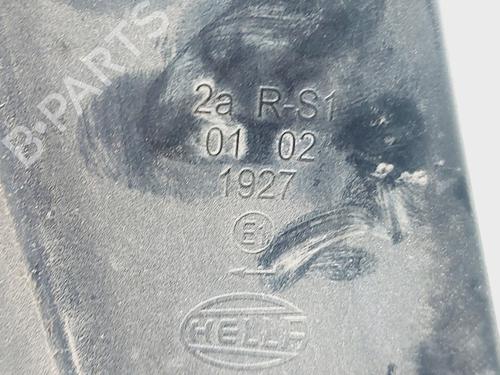 B-PARTS
2a R-S1
01 02
1927
E1
HELLA